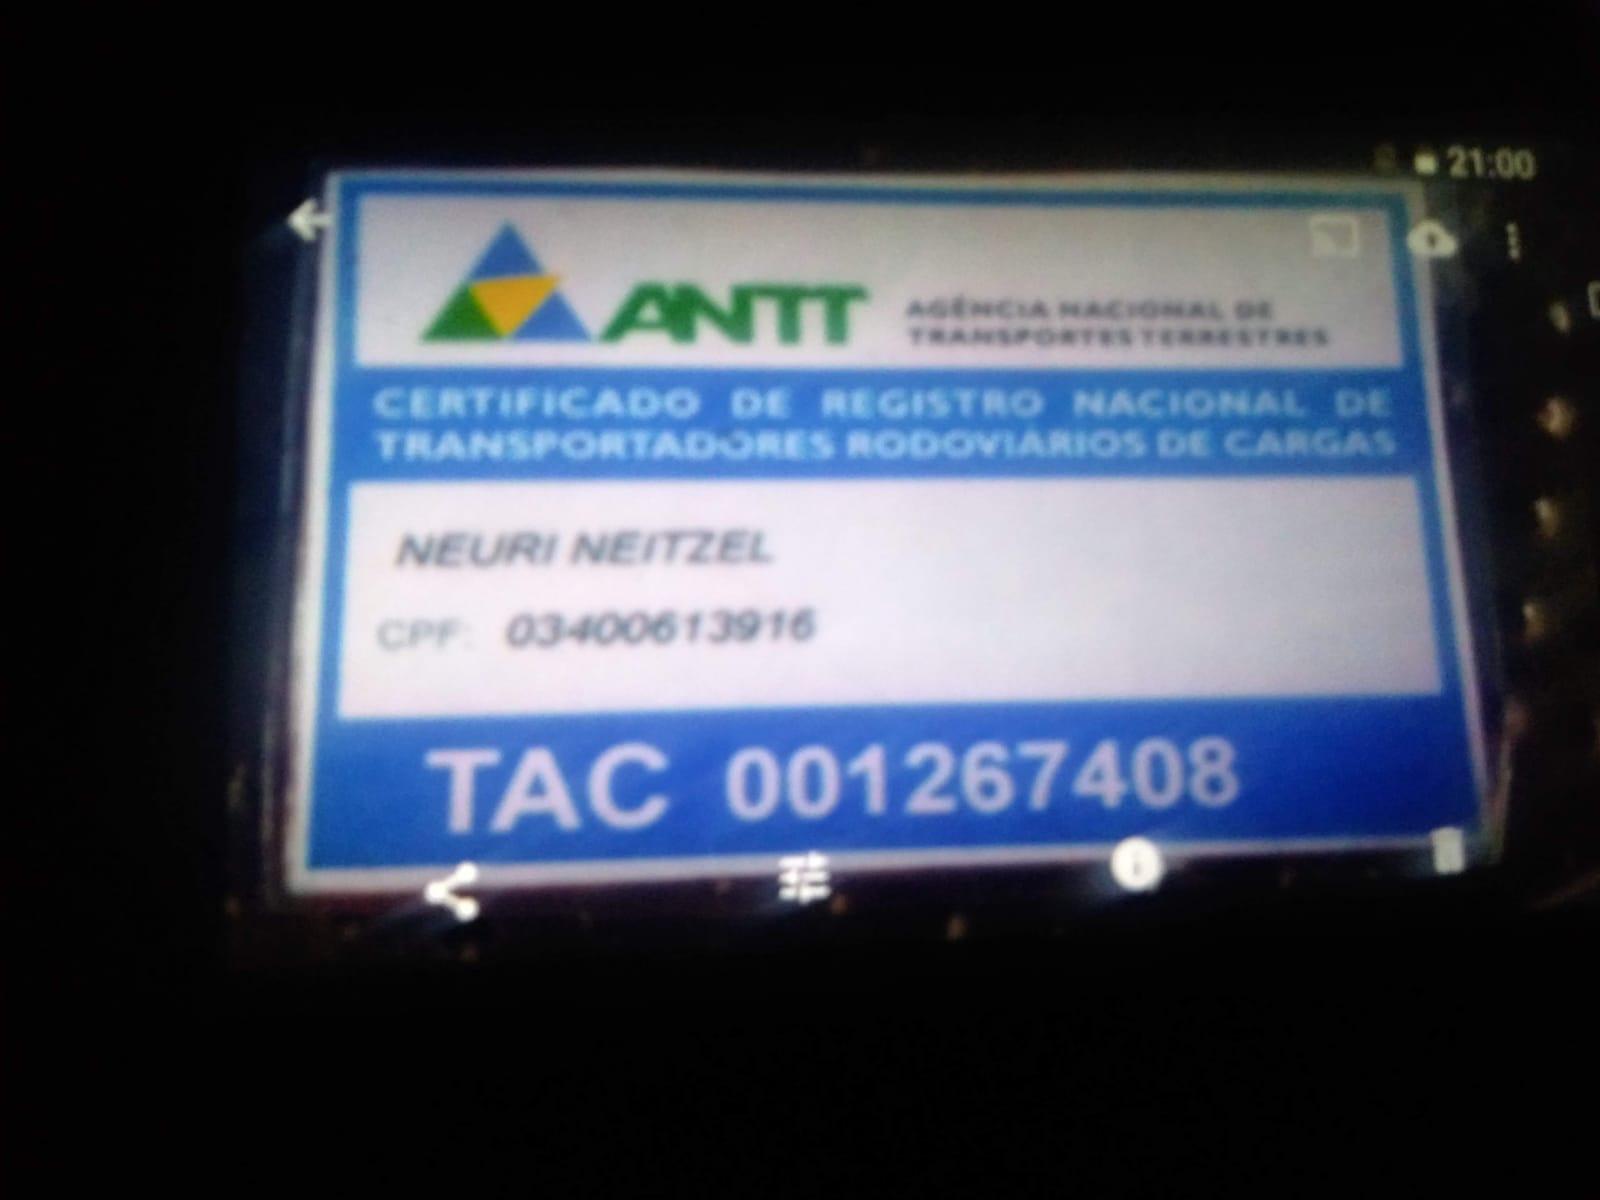 21:00
ANTT
AGÊNCIA NACIONAL DE
TRANSPORTES TERRESTRES
CERTIFICADO DE REGISTRO NACIONAL DE
TRANSPORTADORES RODOVIÁRIOS DE CARGAS
NEURI NEITZEL
CPF: 03400613916
TAC 001267408